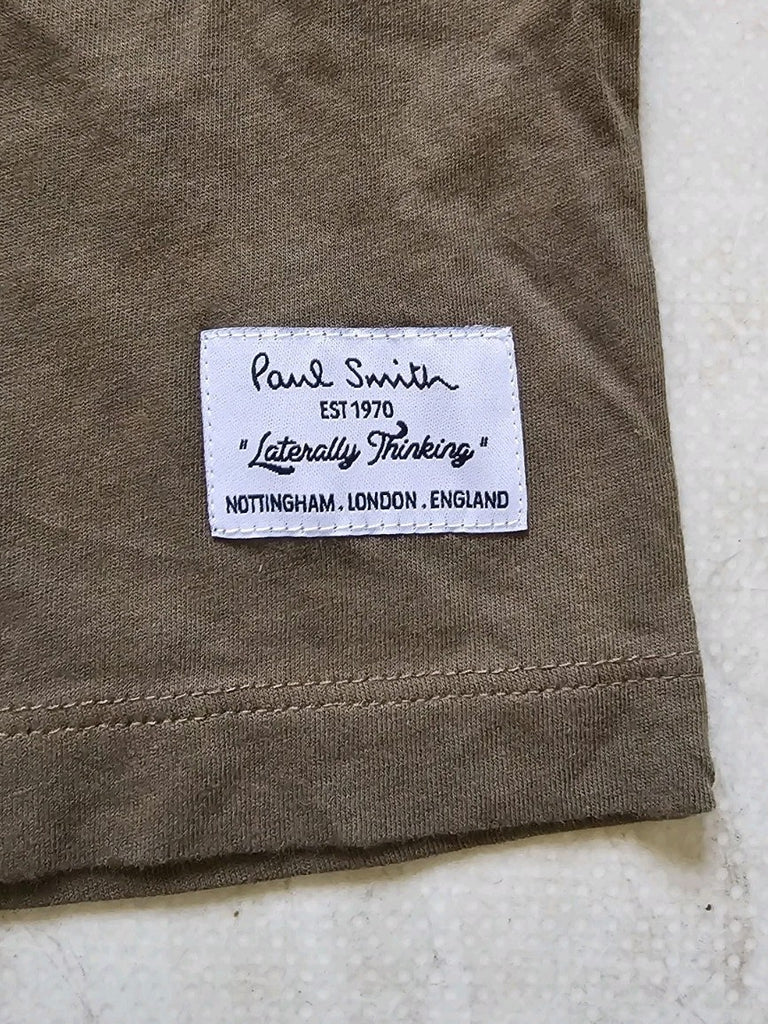 Paul Smith
EST 1970
"Laterally Thinking"
NOTTINGHAM . LONDON . ENGLAND